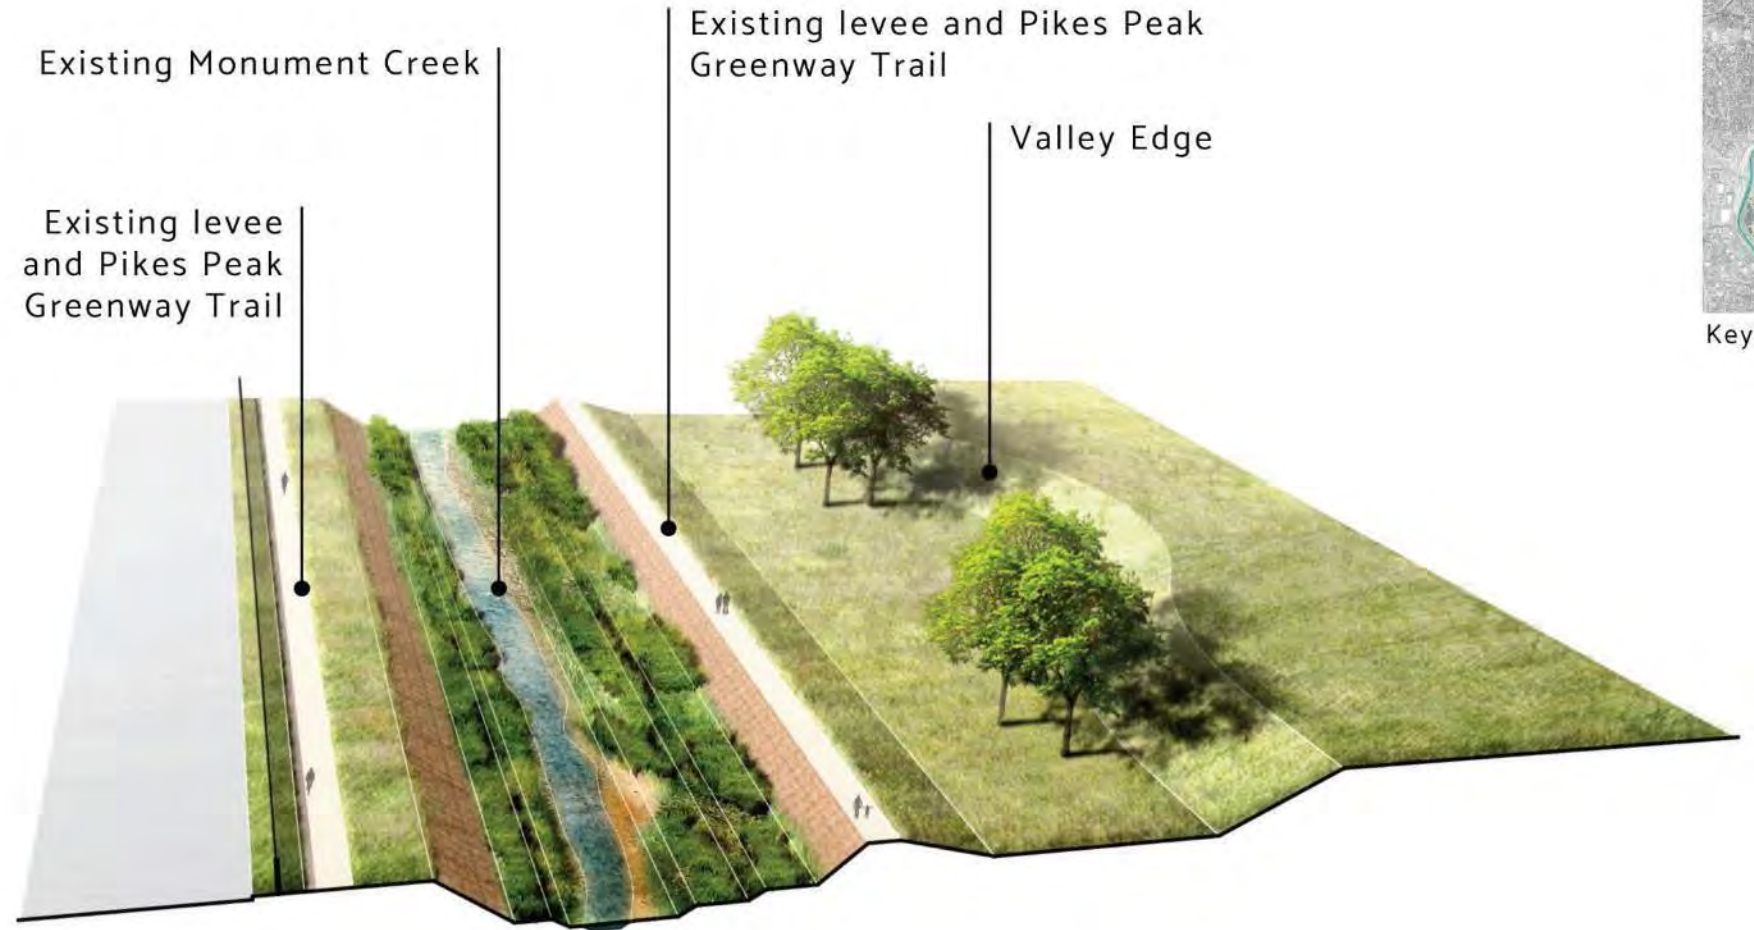 Existing levee and Pikes Peak
Greenway Trail
Existing Monument Creek
Valley Edge
Existing levee
and Pikes Peak
Greenway Trail
Key